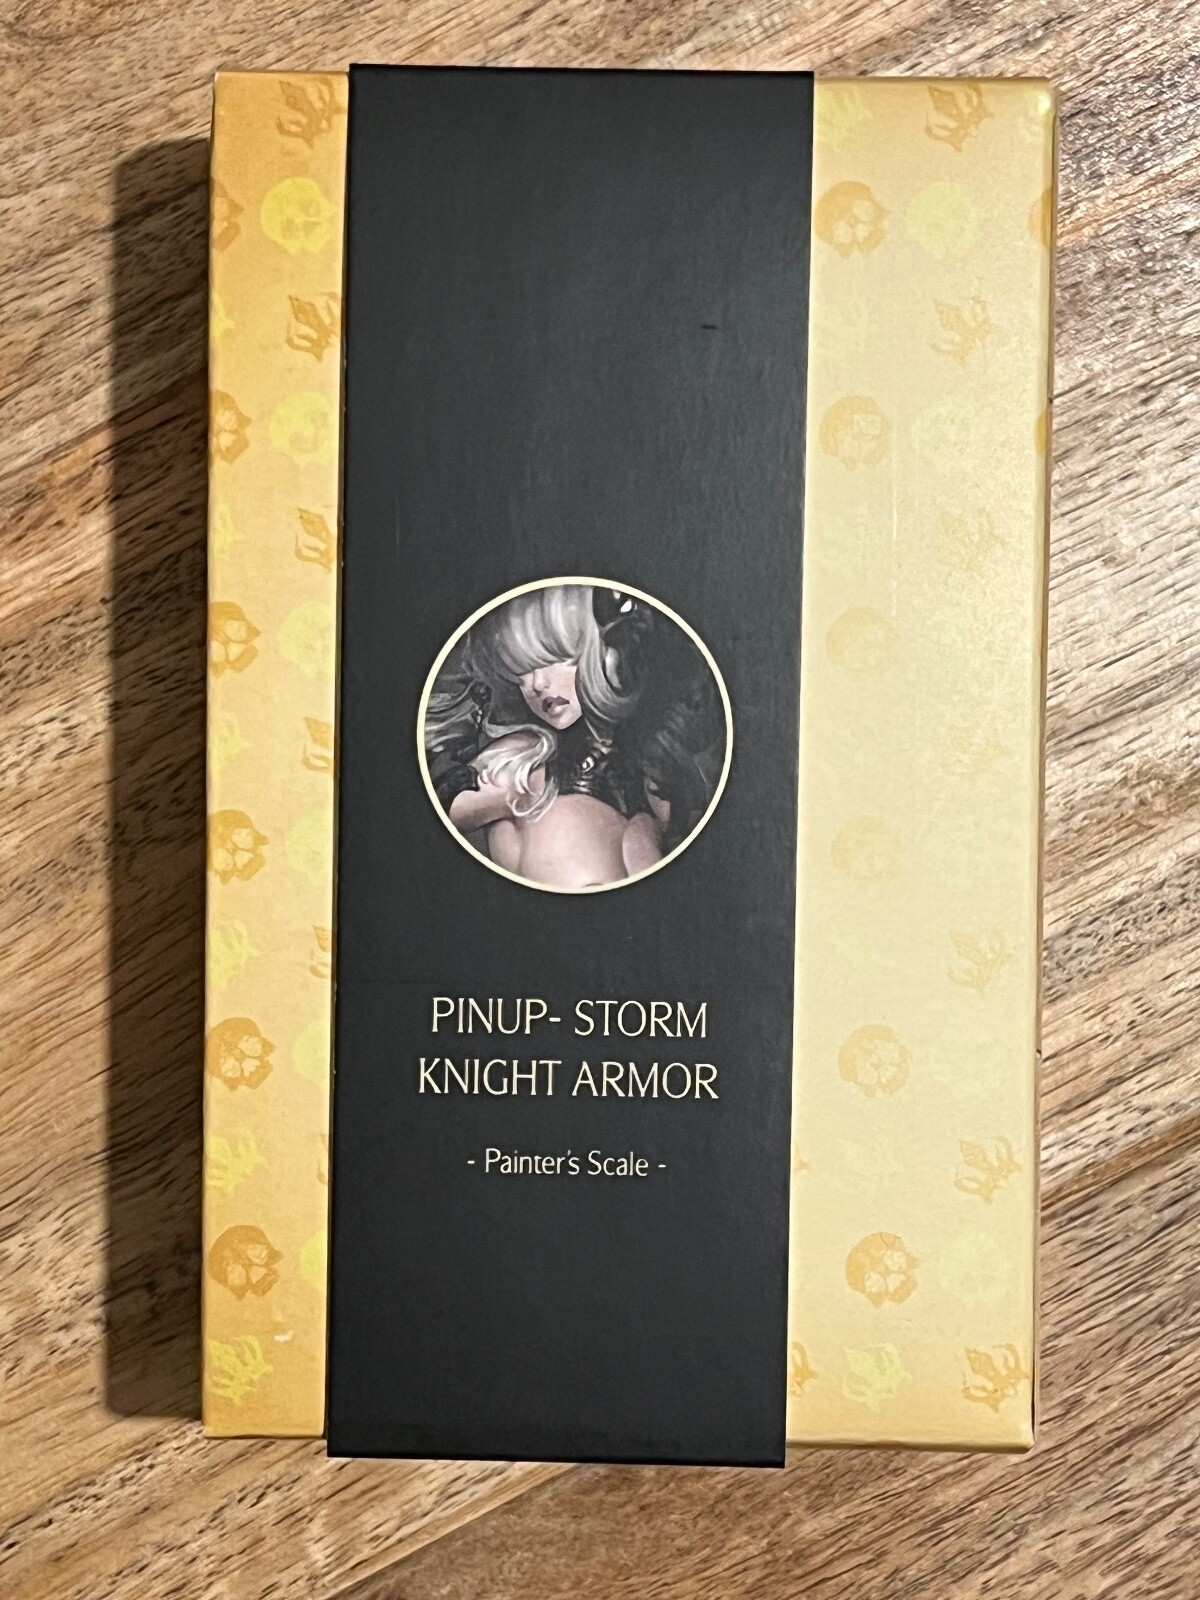 PINUP- STORM
KNIGHT ARMOR
- Painter's Scale -